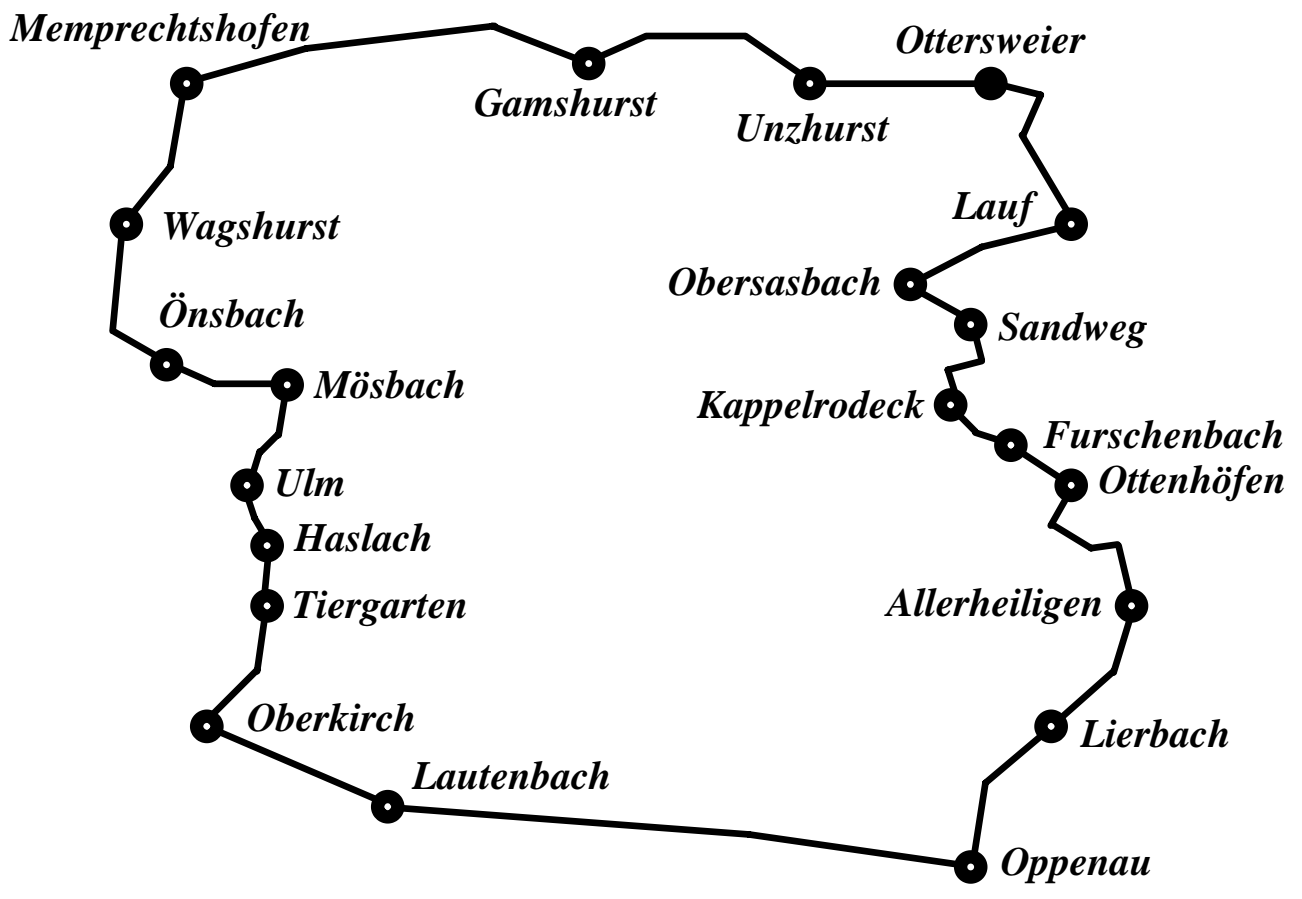 Memprechtshofen
Ottersweier
Gamshurst
Unzhurst
Lauf
Wagshurst
Obersasbach
Önsbach
Sandweg
Mösbach
Kappelrodeck
Furschenbach
Ulm
Ottenhöfen
Haslach
Tiergarten
Allerheiligen
Oberkirch
Lierbach
Lautenbach
Oppenau